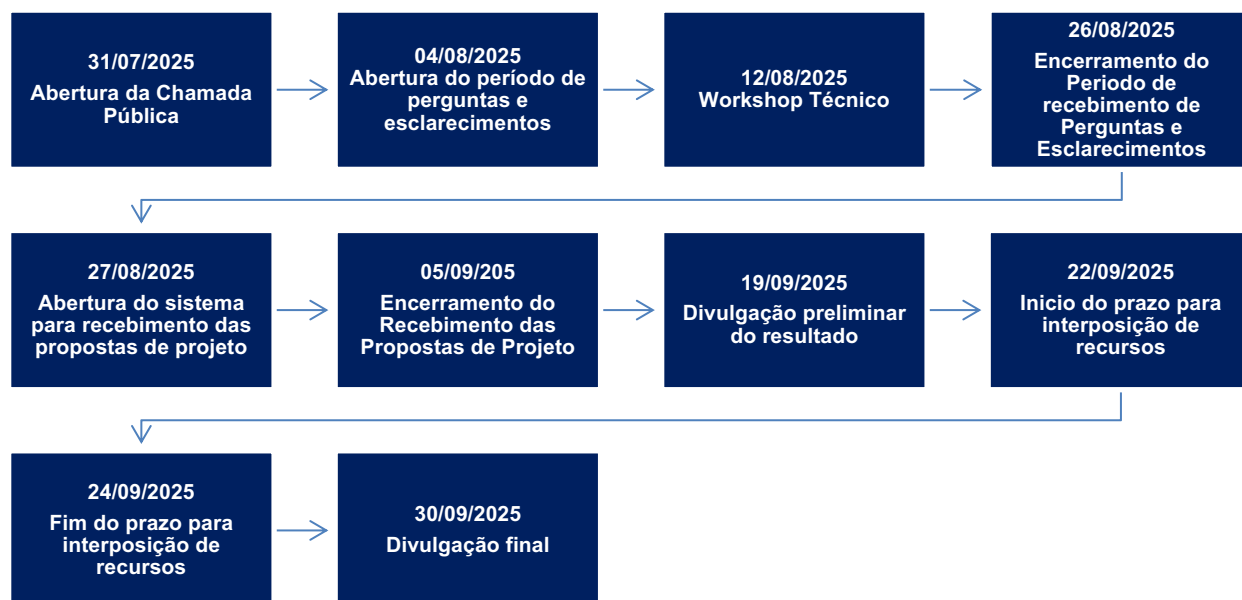 31/07/2025
Abertura da Chamada
Pública
04/08/2025
Abertura do período de
perguntas e
esclarecimentos
12/08/2025
Workshop Técnico
26/08/2025
Encerramento do
Periodo de
recebimento de
Perguntas e
Esclarecimentos
27/08/2025
Abertura do sistema
para recebimento das
propostas de projeto
05/09/205
Encerramento do
Recebimento das
Propostas de Projeto
19/09/2025
Divulgação preliminar
do resultado
22/09/2025
Inicio do prazo para
interposição de
recursos
24/09/2025
Fim do prazo para
interposição de
recursos
30/09/2025
Divulgação final